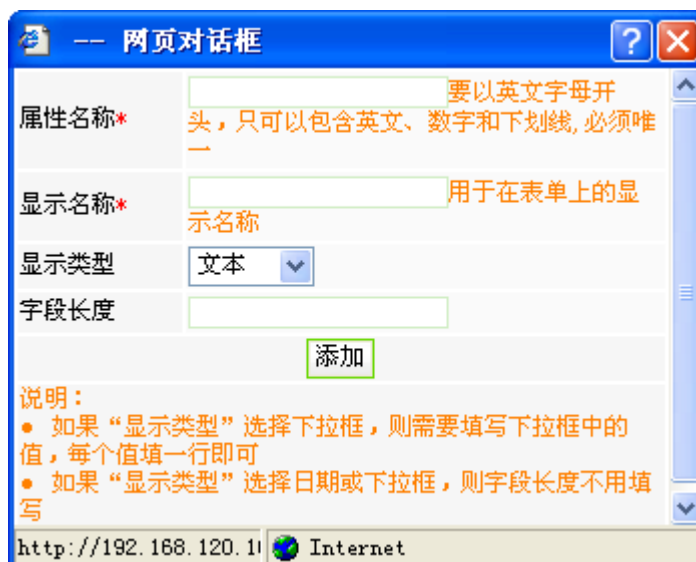 -- 网页对话框
要以英文字母开
属性名称* 头，只可以包含英文、数字和下划线,必须唯
一
用于在表单上的显
显示名称* 示名称
显示类型 文本
字段长度
添加
说明：
● 如果“显示类型”选择下拉框，则需要填写下拉框中的
值，每个值填一行即可
● 如果“显示类型”选择日期或下拉框，则字段长度不用填
写
http://192.168.120.1 Internet